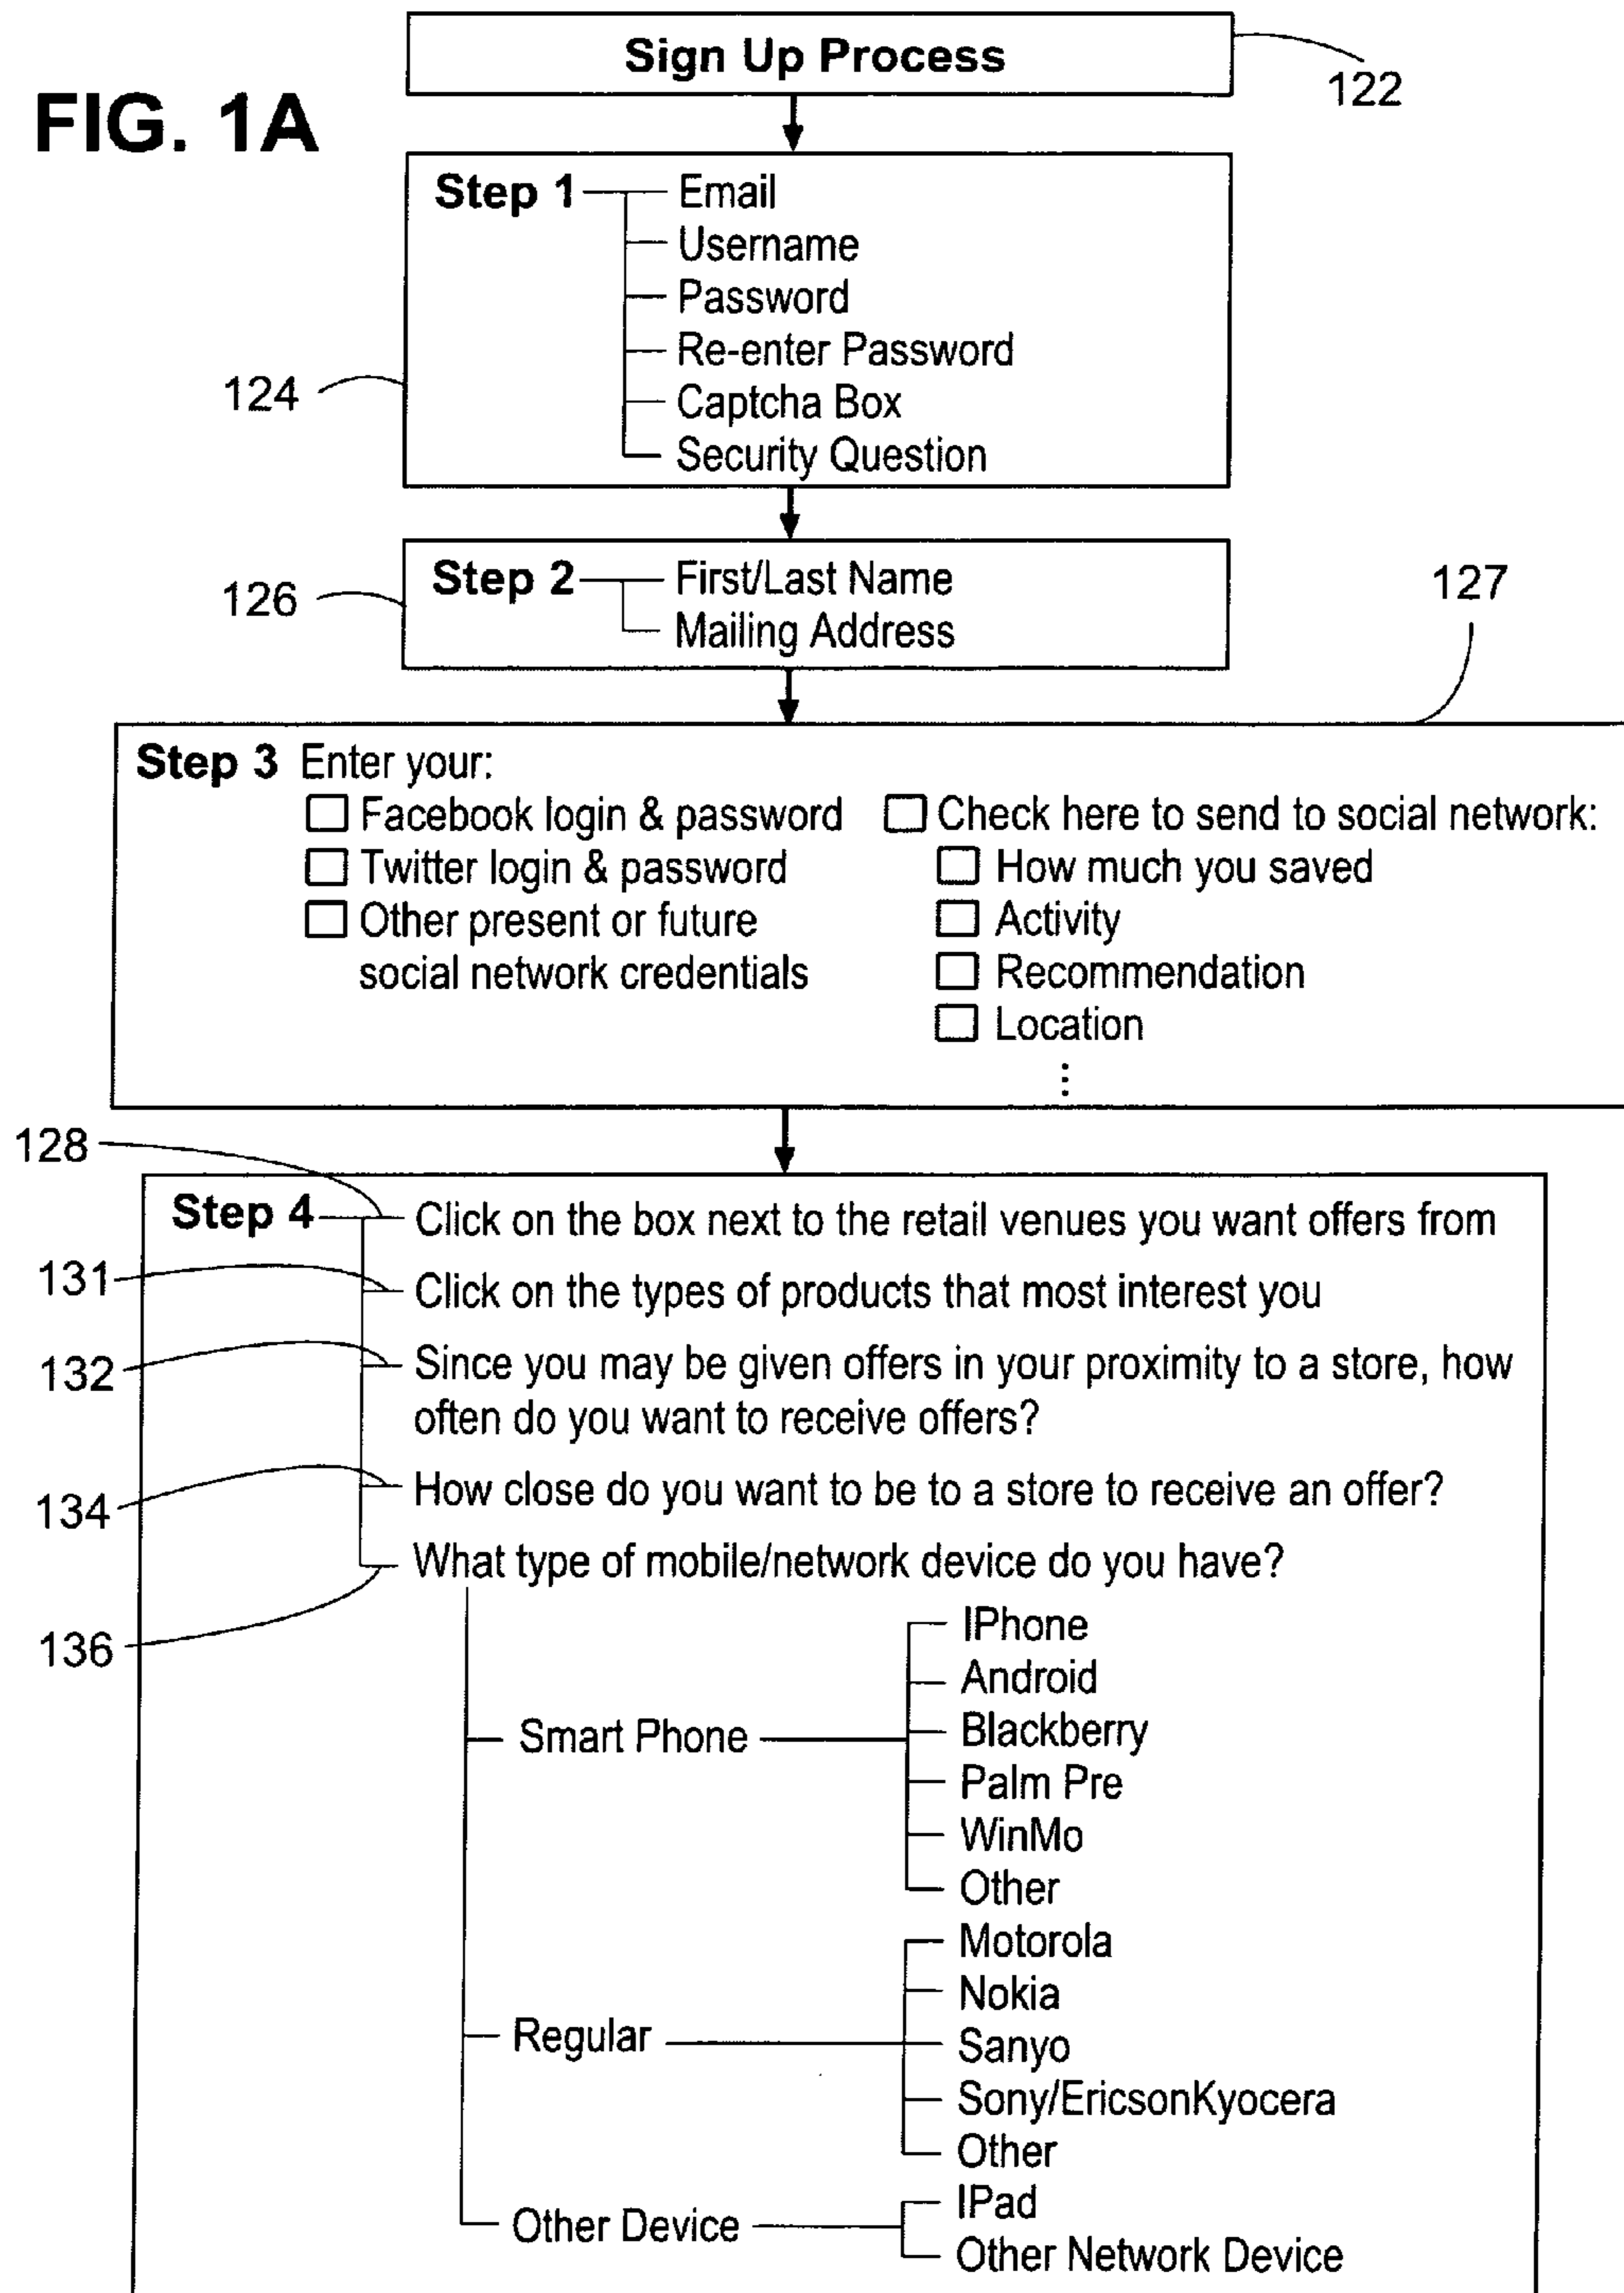 FIG. 1A
Sign Up Process
122
Step 1
Email
Username
Password
Re-enter Password
Captcha Box
Security Question
124
Step 2
First/Last Name
Mailing Address
126
127
Step 3 Enter your:
Facebook login & password
Twitter login & password
Other present or future
social network credentials
Check here to send to social network:
How much you saved
Activity
Recommendation
Location
⋮
128
Step 4
Click on the box next to the retail venues you want offers from
131
Click on the types of products that most interest you
132
Since you may be given offers in your proximity to a store, how
often do you want to receive offers?
134
How close do you want to be to a store to receive an offer?
136
What type of mobile/network device do you have?
Smart Phone
IPhone
Android
Blackberry
Palm Pre
WinMo
Other
Regular
Motorola
Nokia
Sanyo
Sony/EricsonKyocera
Other
Other Device
IPad
Other Network Device